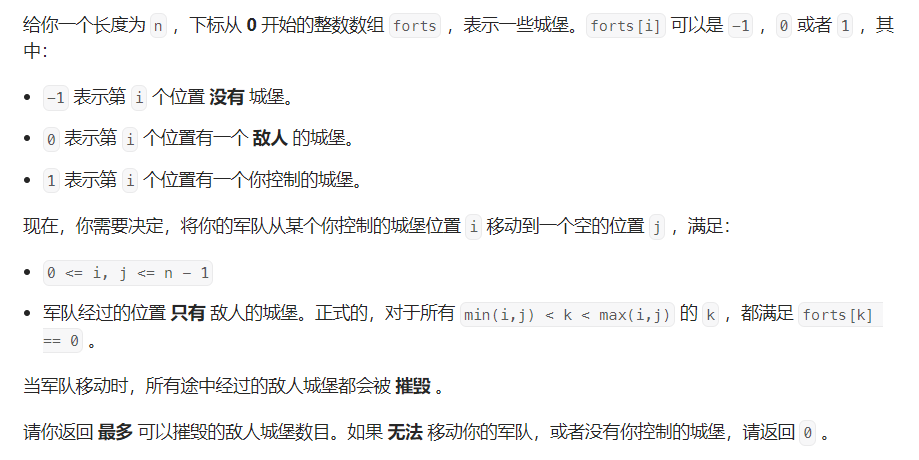 给你一个长度为 n ，下标从 0 开始的整数数组 forts ，表示一些城堡。forts[i] 可以是 -1 ，0 或者 1 ，其
中：
• -1 表示第 i 个位置 没有 城堡。
• 0 表示第 i 个位置有一个 敌人 的城堡。
• 1 表示第 i 个位置有一个你控制的城堡。
现在，你需要决定，将你的军队从某个你控制的城堡位置 i 移动到一个空的位置 j ，满足：
• 0 <= i, j <= n - 1
• 军队经过的位置 只有 敌人的城堡。正式的，对于所有 min(i,j) < k < max(i,j) 的 k ，都满足 forts[k]
== 0 。
当军队移动时，所有途中经过的敌人城堡都会被 摧毁 。
请你返回 最多 可以摧毁的敌人城堡数目。如果 无法 移动你的军队，或者没有你控制的城堡，请返回 0 。